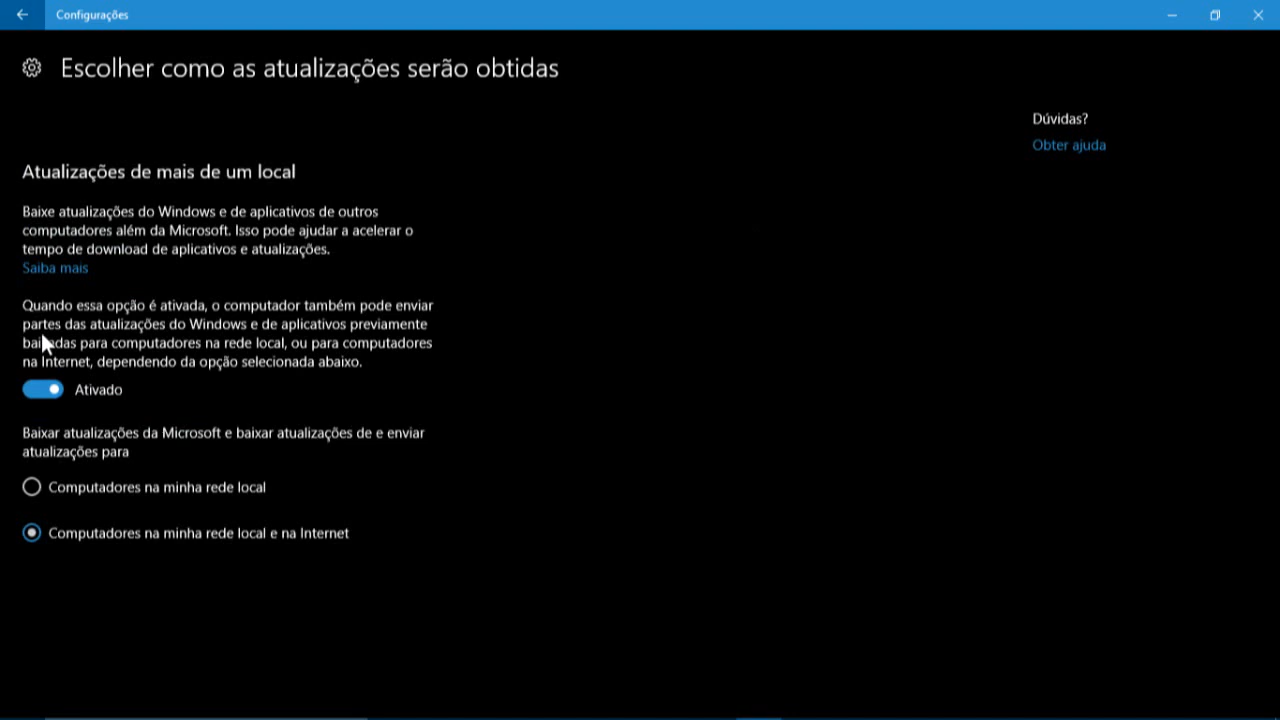 Configurações
Escolher como as atualizações serão obtidas
Dúvidas?
Obter ajuda
Atualizações de mais de um local
Baixe atualizações do Windows e de aplicativos de outros
computadores além da Microsoft. Isso pode ajudar a acelerar o
tempo de download de aplicativos e atualizações.
Saiba mais
Quando essa opção é ativada, o computador também pode enviar
partes das atualizações do Windows e de aplicativos previamente
baixadas para computadores na rede local, ou para computadores
na Internet, dependendo da opção selecionada abaixo.
Ativado
Baixar atualizações da Microsoft e baixar atualizações de e enviar
atualizações para
Computadores na minha rede local
Computadores na minha rede local e na Internet